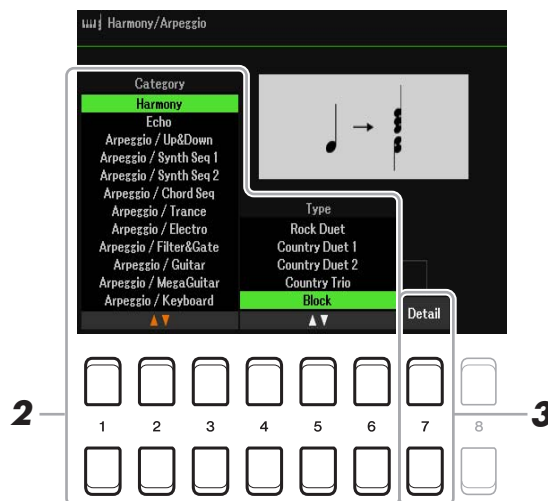 Harmony/Arpeggio
Category
Harmony
Echo
Arpeggio / Up&Down
Arpeggio / Synth Seq 1
Arpeggio / Synth Seq 2
Arpeggio / Chord Seq
Arpeggio / Trance
Arpeggio / Electro
Arpeggio / Filter&Gate
Arpeggio / Guitar
Arpeggio / MegaGuitar
Arpeggio / Keyboard
Type
Rock Duet
Country Duet 1
Country Duet 2
Country Trio
Block
Detail
2
1 2 3 4 5 6 7 8
3